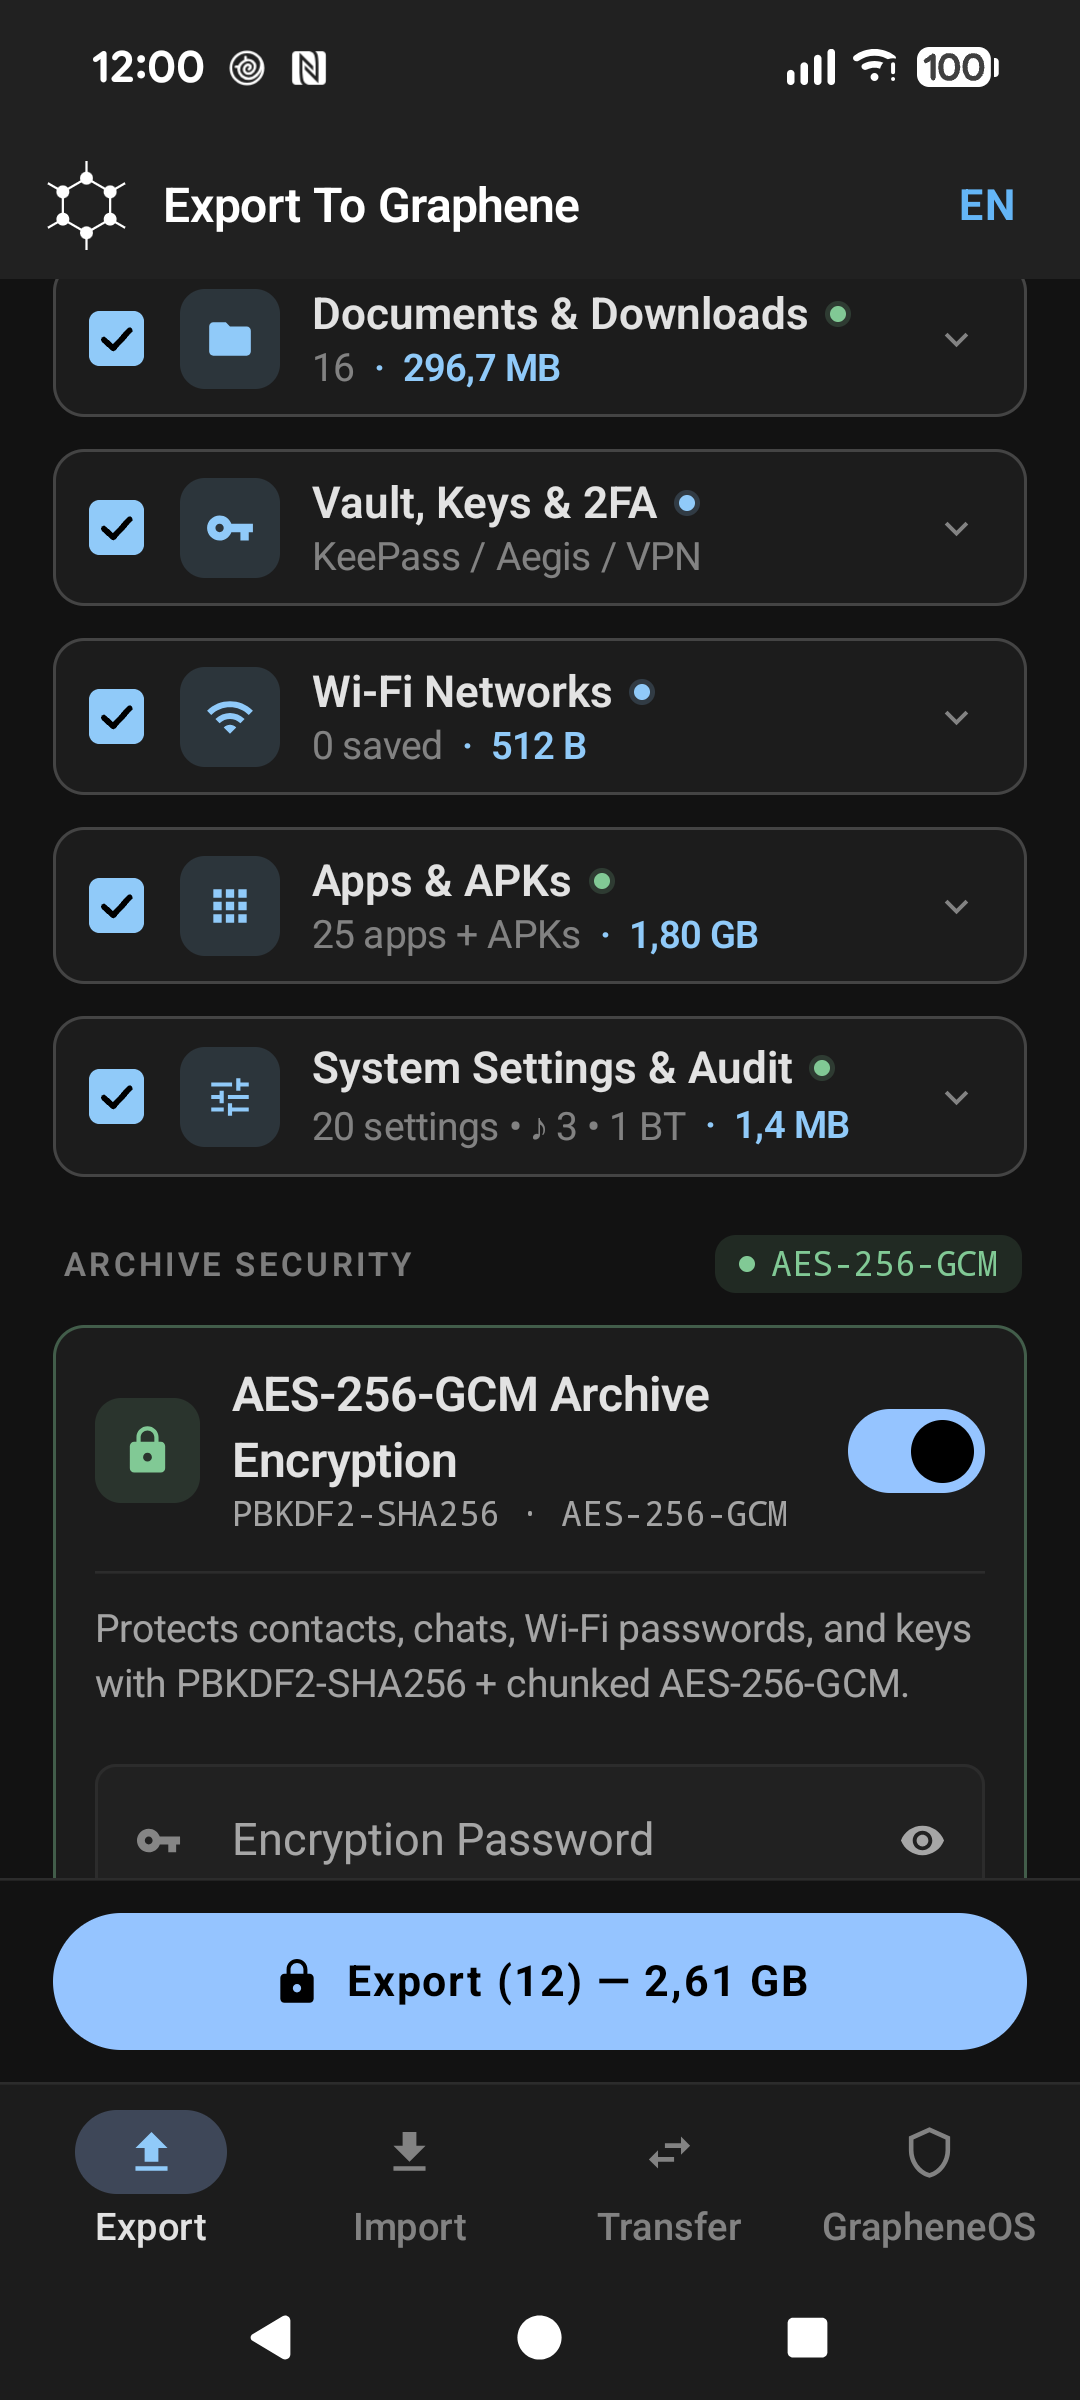 12:00
100
Export To Graphene
EN
Documents & Downloads
16 · 296,7 MB
Vault, Keys & 2FA
KeePass / Aegis / VPN
Wi-Fi Networks
0 saved · 512 B
Apps & APKs
25 apps + APKs · 1,80 GB
System Settings & Audit
20 settings • ♪ 3 • 1 BT · 1,4 MB
ARCHIVE SECURITY
AES-256-GCM
AES-256-GCM Archive
Encryption
PBKDF2-SHA256 · AES-256-GCM
Protects contacts, chats, Wi-Fi passwords, and keys
with PBKDF2-SHA256 + chunked AES-256-GCM.
Encryption Password
Export (12) — 2,61 GB
Export
Import
Transfer
GrapheneOS